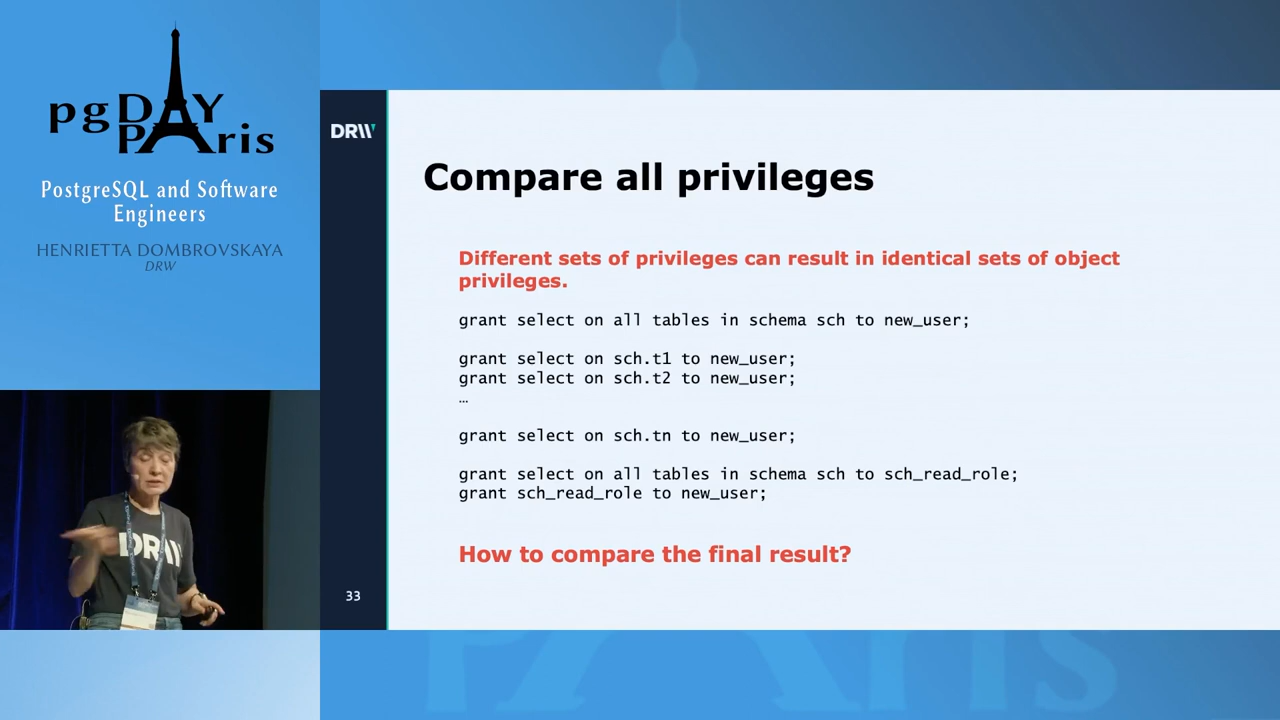 pgDAY
PAris
PostgreSQL and Software
Engineers
HENRIETTA DOMBROVSKAYA
DRW
DRW
Compare all privileges
Different sets of privileges can result in identical sets of object
privileges.
grant select on all tables in schema sch to new_user;
grant select on sch.t1 to new_user;
grant select on sch.t2 to new_user;
…
grant select on sch.tn to new_user;
grant select on all tables in schema sch to sch_read_role;
grant sch_read_role to new_user;
How to compare the final result?
33
DRW